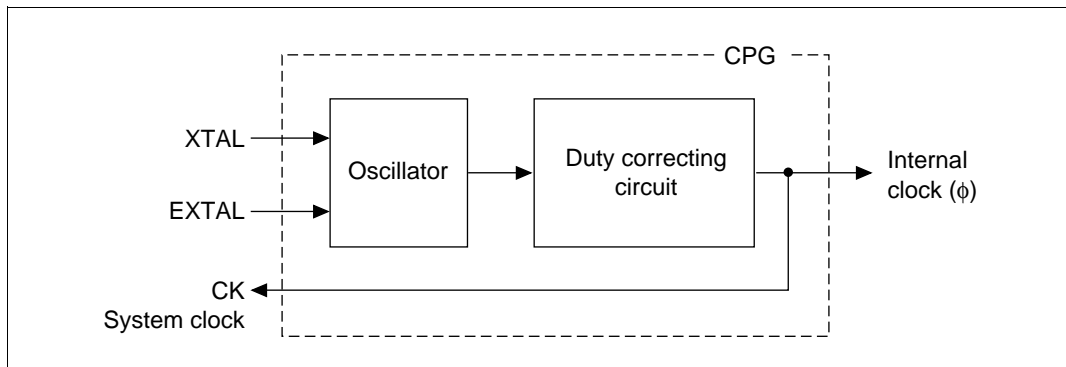 CPG
XTAL
EXTAL
Oscillator
Duty correcting
circuit
Internal
clock (ϕ)
CK
System clock